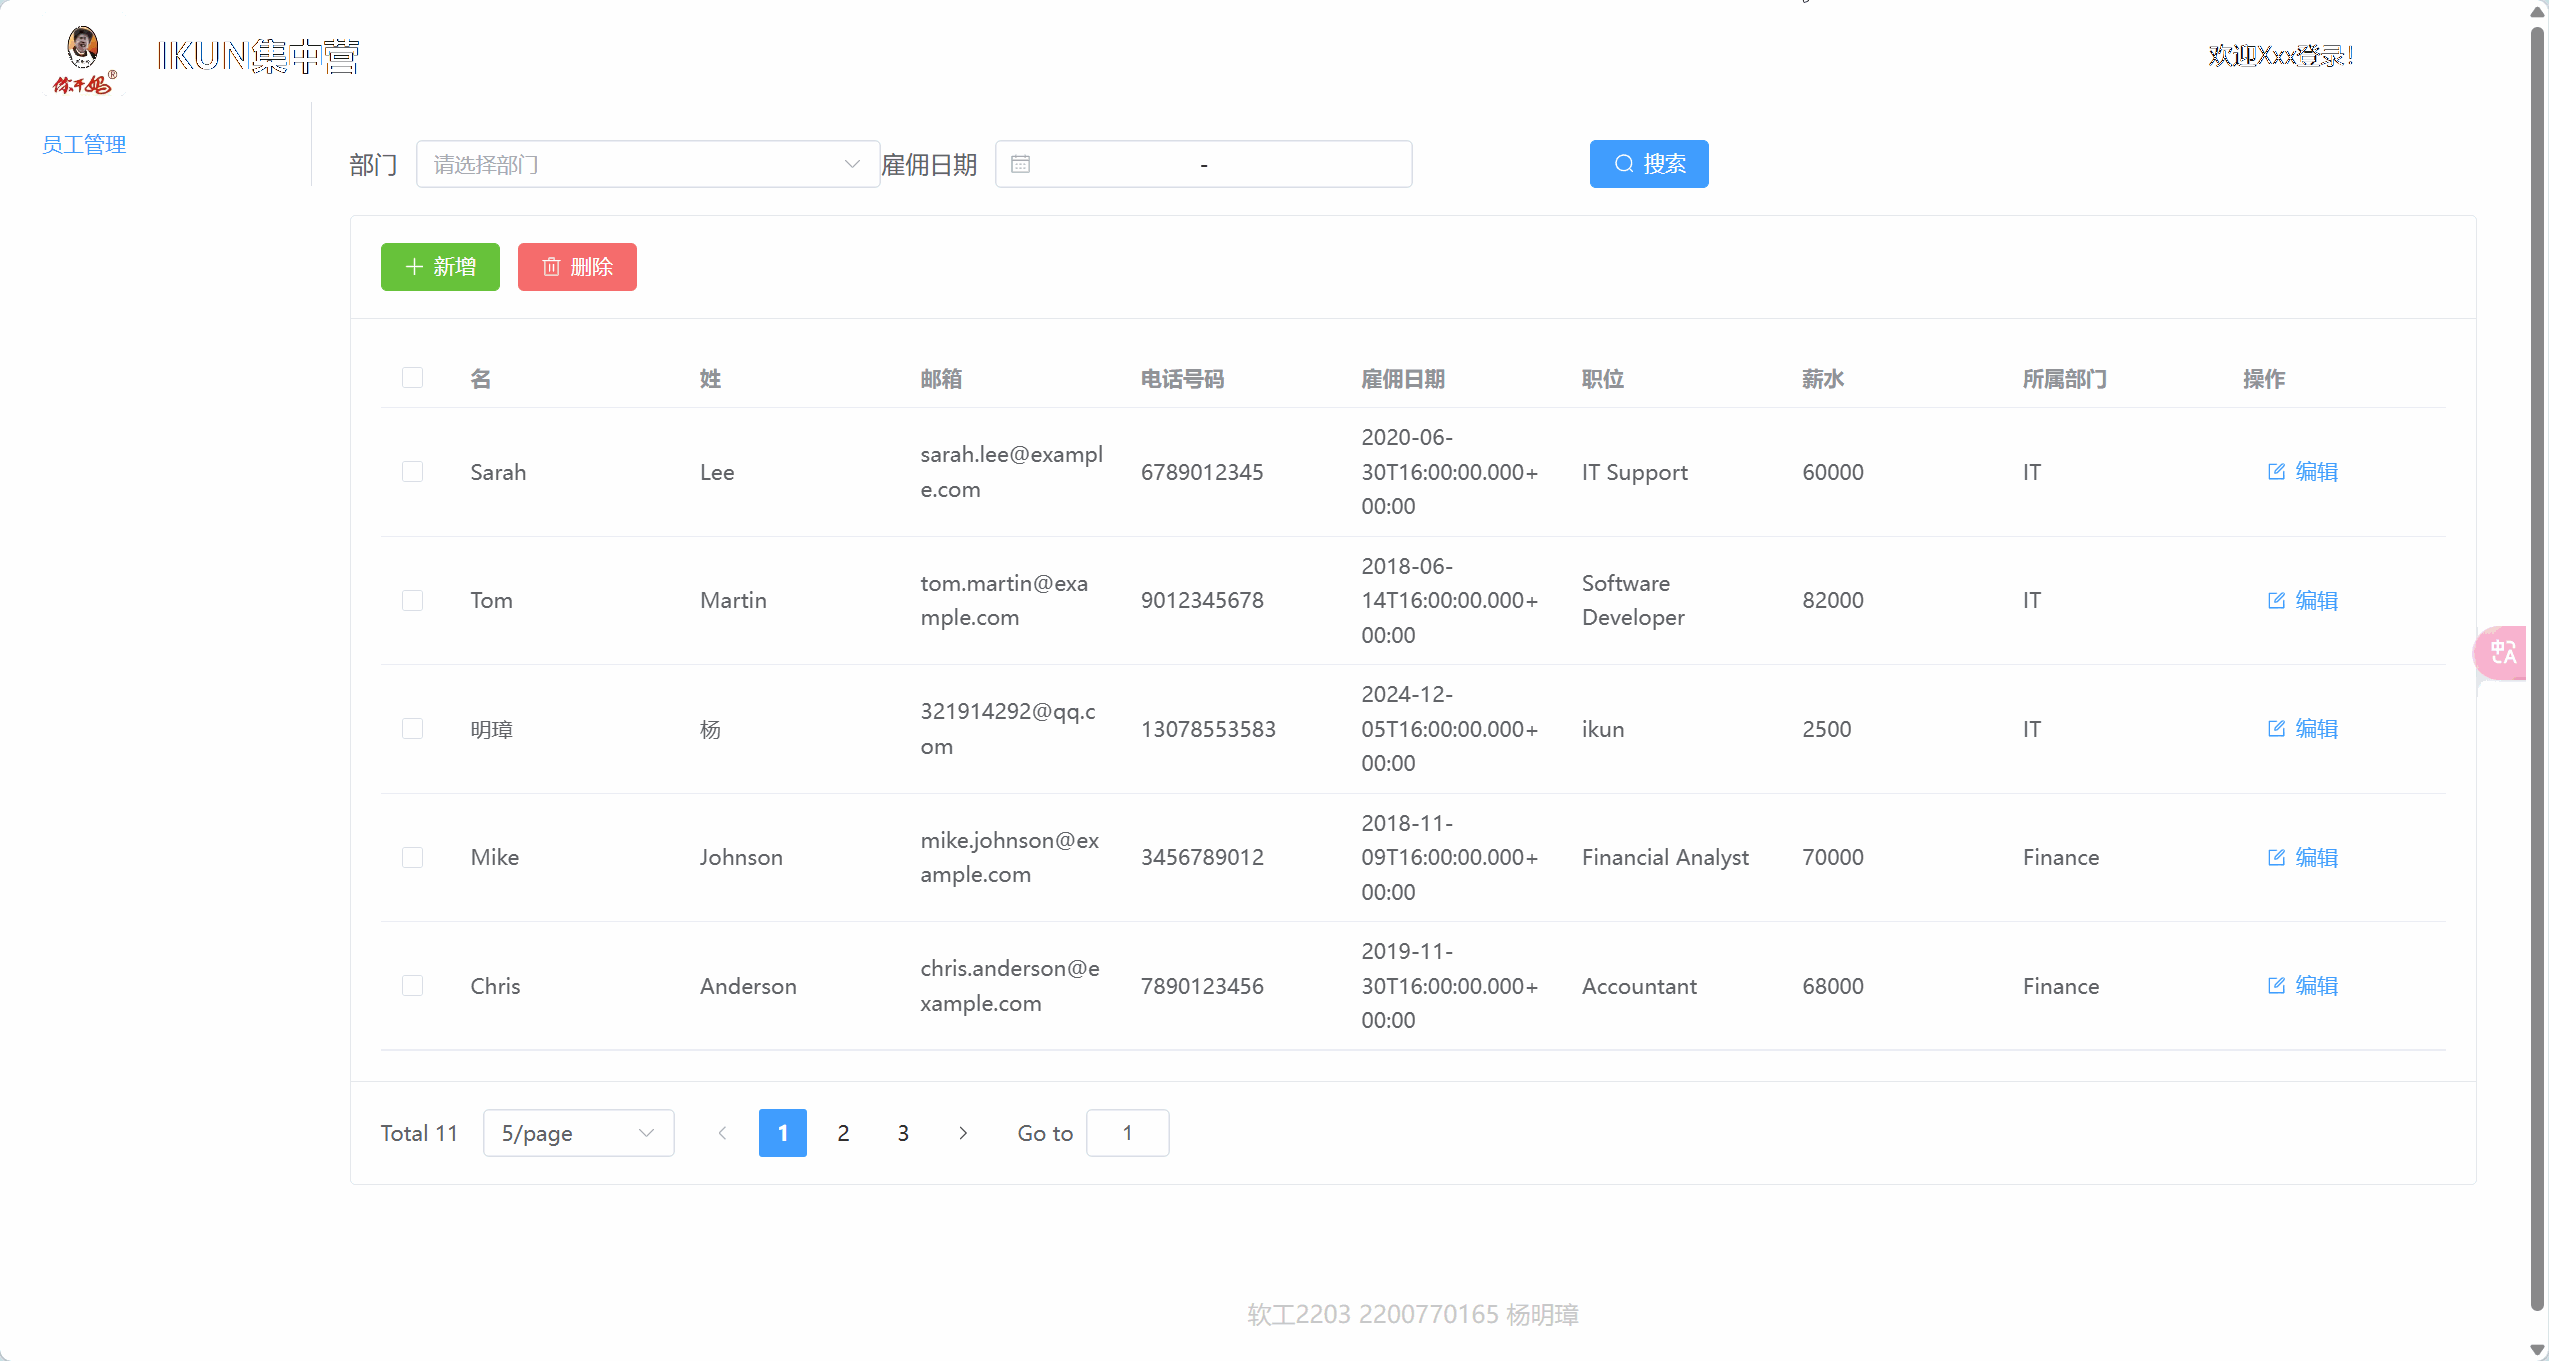 IKUN集中营
欢迎Xxx登录!
员工管理
部门 请选择部门 雇佣日期 - 搜索
新增 删除
名 姓 邮箱 电话号码 雇佣日期 职位 薪水 所属部门 操作
Sarah Lee sarah.lee@exampl
e.com 6789012345 2020-06-
30T16:00:00.000+
00:00 IT Support 60000 IT 编辑
Tom Martin tom.martin@exa
mple.com 9012345678 2018-06-
14T16:00:00.000+
00:00 Software
Developer 82000 IT 编辑
明璋 杨 321914292@qq.c
om 13078553583 2024-12-
05T16:00:00.000+
00:00 ikun 2500 IT 编辑
Mike Johnson mike.johnson@ex
ample.com 3456789012 2018-11-
09T16:00:00.000+
00:00 Financial Analyst 70000 Finance 编辑
Chris Anderson chris.anderson@e
xample.com 7890123456 2019-11-
30T16:00:00.000+
00:00 Accountant 68000 Finance 编辑
Total 11 5/page 1 2 3 Go to 1
软工2203 2200770165 杨明璋